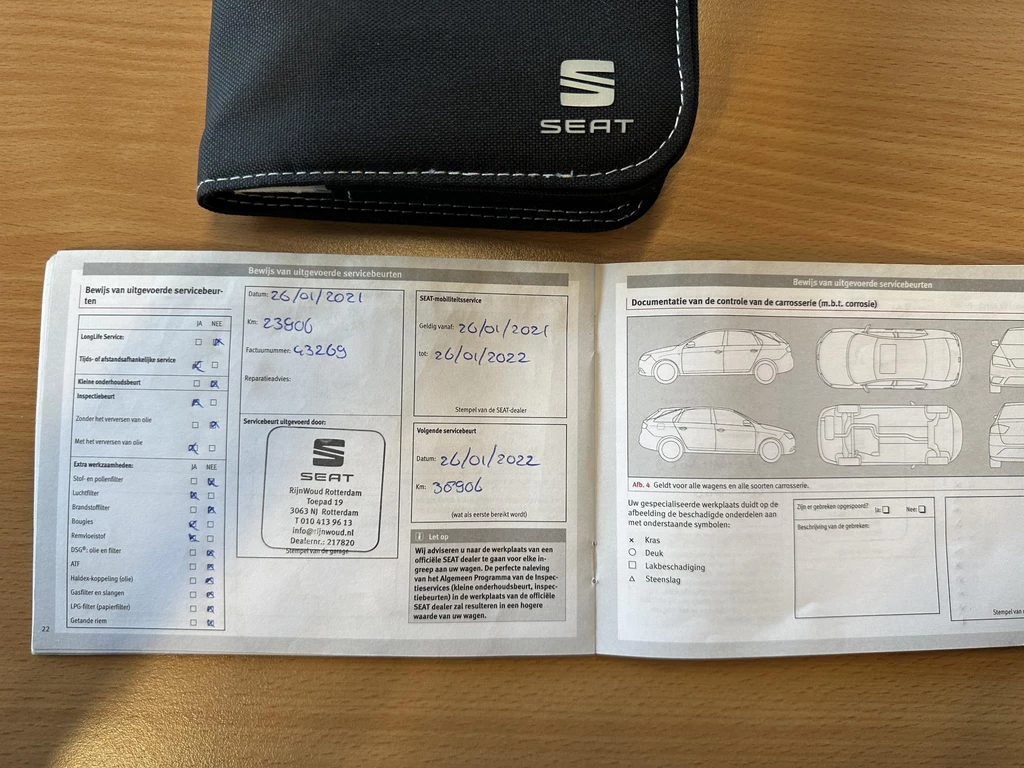 SEAT
Bewijs van uitgevoerde servicebeurten
Bewijs van uitgevoerde servicebeur-
ten
JA NEE
LongLife Service:
Tijds- of afstandsafhankelijke service
Kleine onderhoudsbeurt
Inspectiebeurt
Zonder het verversen van olie
Met het verversen van olie
Extra werkzaamheden: JA NEE
Stof- en pollenfilter
Luchtfilter
Brandstoffilter
Bougies
Remvloeistof
DSG®: olie en filter
ATF
Haldex-koppeling (olie)
Gasfilter en slangen
LPG-filter (papierfilter)
Getande riem
22
Datum: 26/01/2021
Km: 23906
Factuurnummer: 43269
Reparatieadvies:
Servicebeurt uitgevoerd door:
SEAT
RijnWoud Rotterdam
Toepad 19
3063 NJ Rotterdam
T 010 413 96 13
info@rijnwoud.nl
Dealernr.: 217820
Stempel van de garage
SEAT-mobiliteitsservice
Geldig vanaf: 26/01/2021
tot: 26/01/2022
Stempel van de SEAT-dealer
Volgende servicebeurt
Datum: 26/01/2022
Km: 38906
(wat als eerste bereikt wordt)
Let op
Wij adviseren u naar de werkplaats van een
officiële SEAT dealer te gaan voor elke in-
greep aan uw wagen. De perfecte naleving
van het Algemeen Programma van de Inspec-
tieservices (kleine onderhoudsbeurt, inspec-
tiebeurten) in de werkplaats van de officiële
SEAT dealer zal resulteren in een hogere
waarde van uw wagen.
Bewijs van uitgevoerde servicebeurten
Documentatie van de controle van de carrosserie (m.b.t. corrosie)
Afb. 4 Geldt voor alle wagens en alle soorten carrosserie.
Uw gespecialiseerde werkplaats duidt op de
afbeelding de beschadigde onderdelen aan
met onderstaande symbolen:
Kras
Deuk
Lakbeschadiging
Steenslag
Zijn er gebreken opgespoord? Ja: Nee:
Beschrijving van de gebreken:
Stempel van